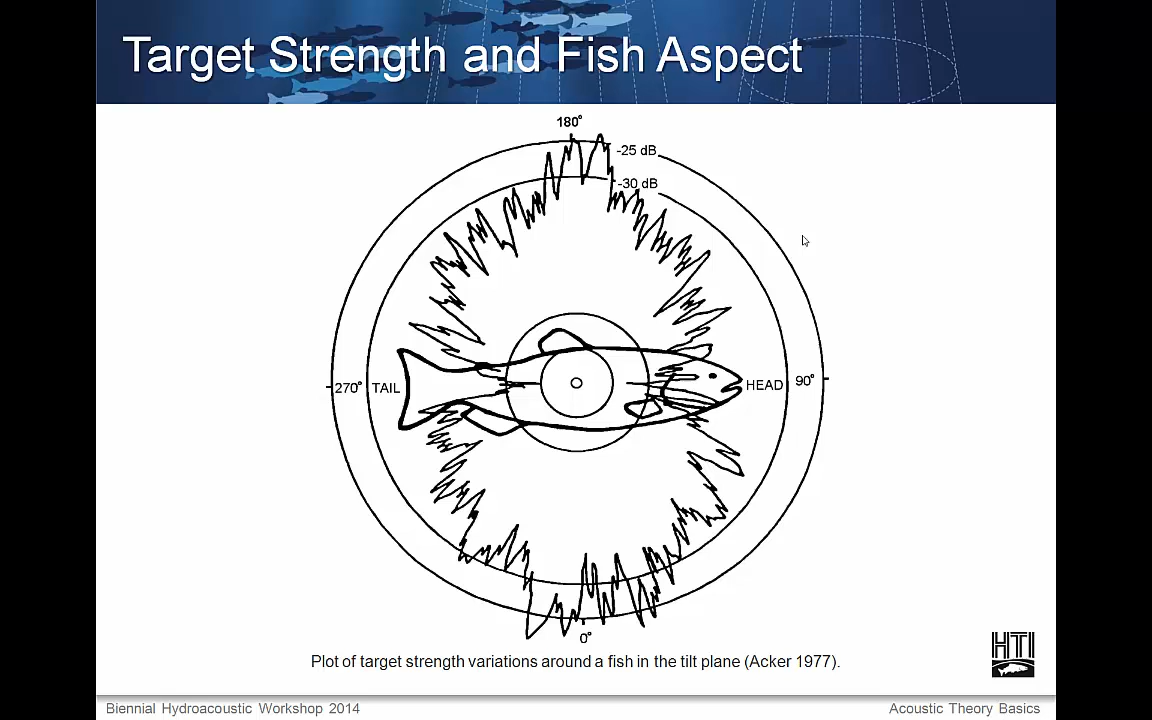 Target Strength and Fish Aspect
180°
-25 dB
-30 dB
270° TAIL
HEAD 90°
0°
Plot of target strength variations around a fish in the tilt plane (Acker 1977).
HTI
Biennial Hydroacoustic Workshop 2014
Acoustic Theory Basics